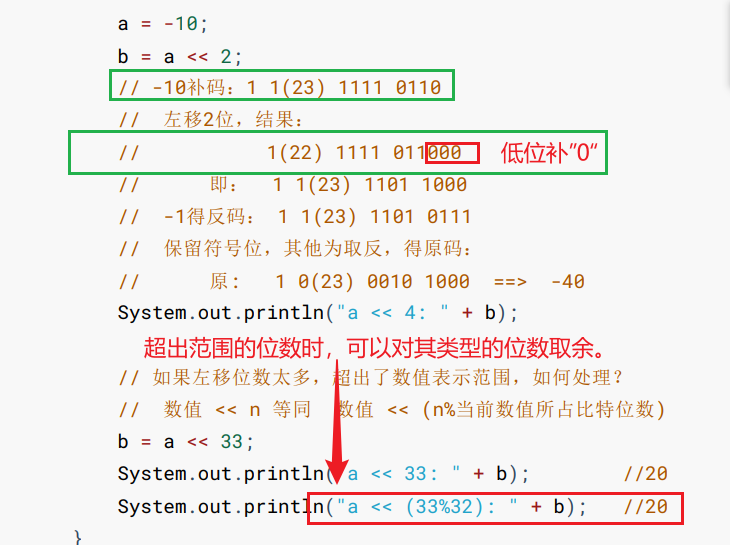 a = -10;
b = a << 2;
// -10补码：1 1(23) 1111 0110
// 左移2位，结果：
// 1(22) 1111 011000 低位补"0"
// 即： 1 1(23) 1101 1000
// -1得反码： 1 1(23) 1101 0111
// 保留符号位，其他为取反，得原码：
// 原： 1 0(23) 0010 1000 ==> -40
System.out.println("a << 4: " + b);
超出范围的位数时，可以对其类型的位数取余。
// 如果左移位数太多，超出了数值表示范围，如何处理？
// 数值 << n 等同 数值 << (n%当前数值所占比特位数)
b = a << 33;
System.out.println("a << 33: " + b); //20
System.out.println("a << (33%32): " + b); //20
}